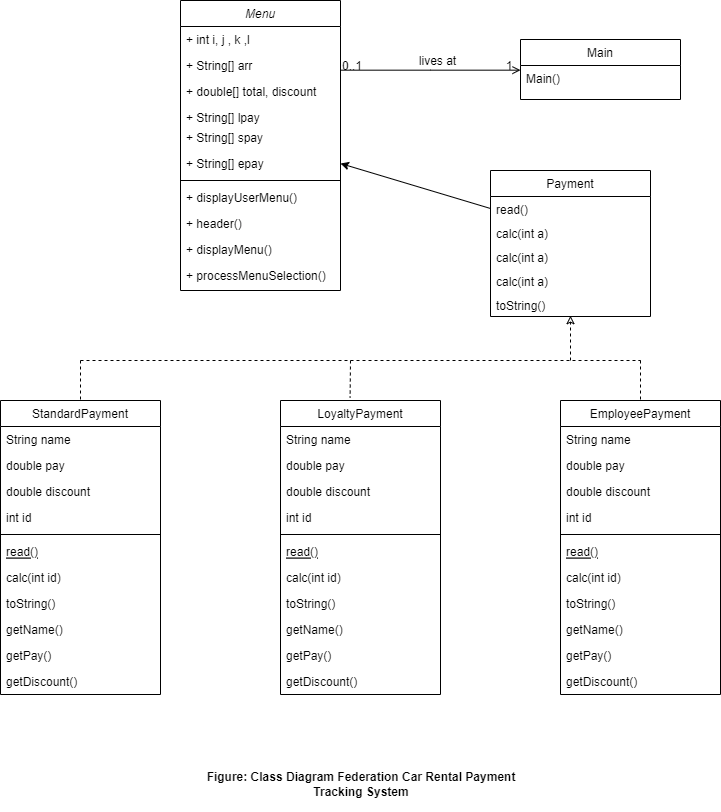 Menu
+ int i, j , k ,l
+ String[] arr
+ double[] total, discount
+ String[] lpay
+ String[] spay
+ String[] epay
+ displayUserMenu()
+ header()
+ displayMenu()
+ processMenuSelection()
0..1
lives at
1
Main
Main()
Payment
read()
calc(int a)
calc(int a)
calc(int a)
toString()
StandardPayment
String name
double pay
double discount
int id
read()
calc(int id)
toString()
getName()
getPay()
getDiscount()
LoyaltyPayment
String name
double pay
double discount
int id
read()
calc(int id)
toString()
getName()
getPay()
getDiscount()
EmployeePayment
String name
double pay
double discount
int id
read()
calc(int id)
toString()
getName()
getPay()
getDiscount()
Figure: Class Diagram Federation Car Rental Payment
Tracking System